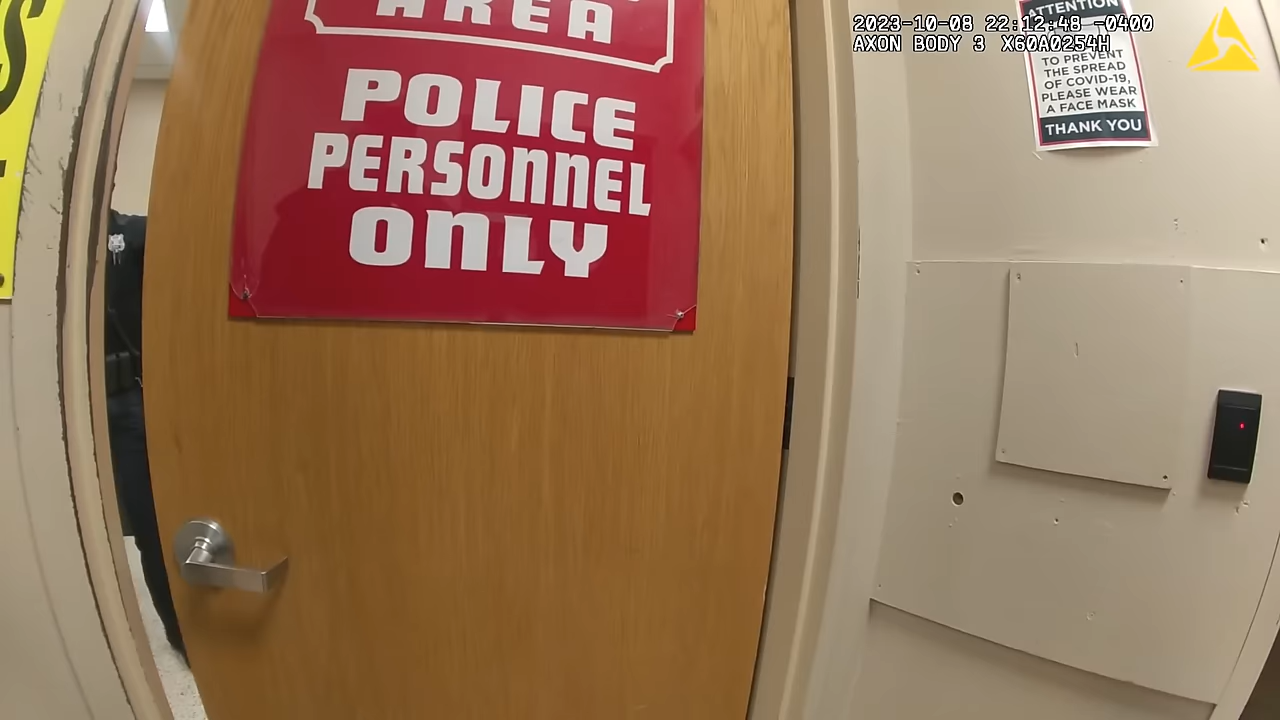 AREA
POLICE
PERSONNEL
ONLY
2023-10-08 22:12:48 -0400
AXON BODY 3 X60A0254H
ATTENTION
TO PREVENT
THE SPREAD
OF COVID-19,
PLEASE WEAR
A FACE MASK
THANK YOU
S